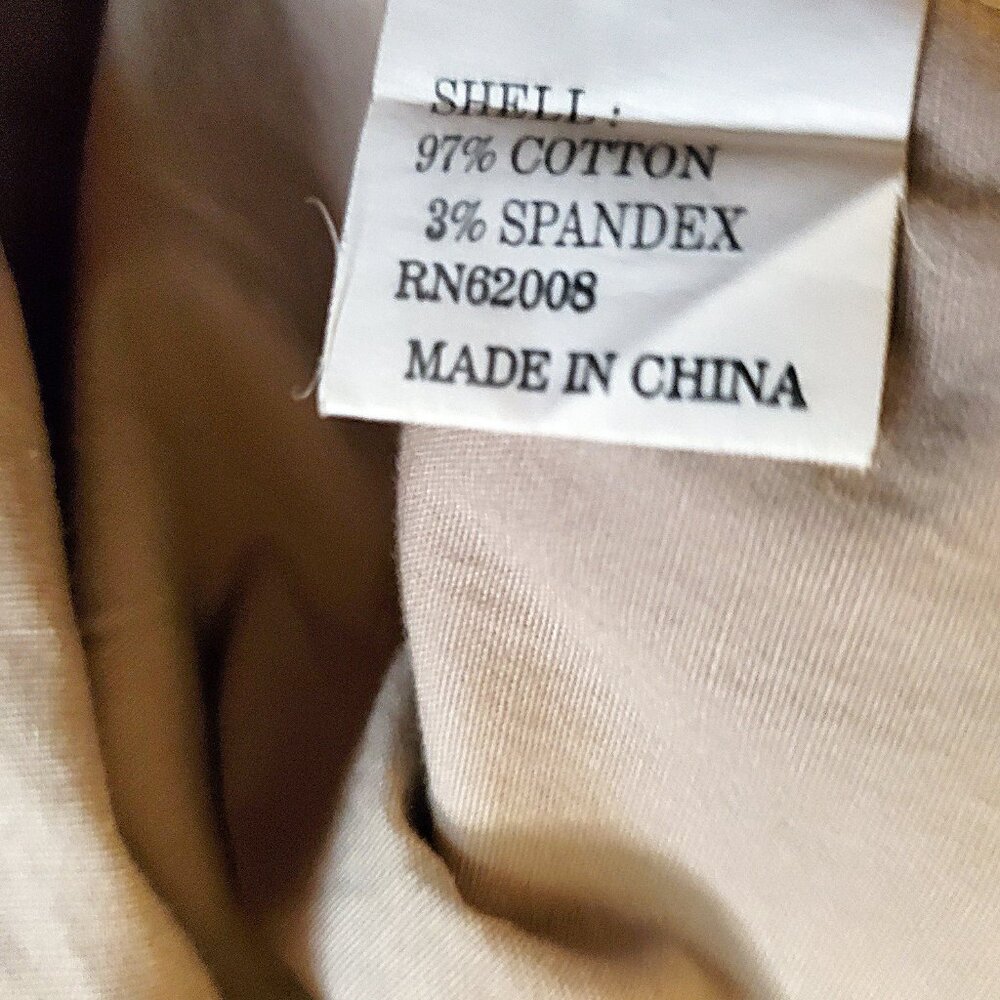 SHELL :
97% COTTON
3% SPANDEX
RN62008
MADE IN CHINA